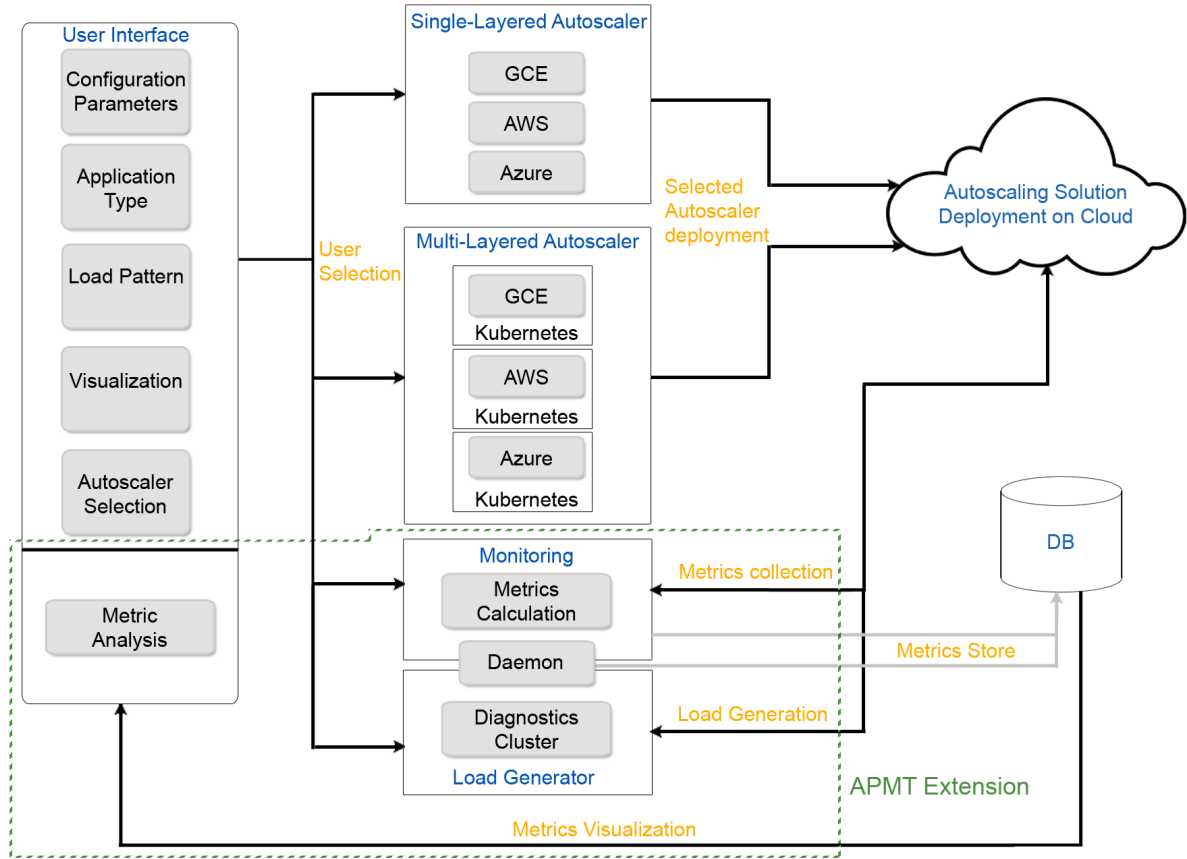 User Interface
Configuration
Parameters
Application
Type
Load Pattern
Visualization
Autoscaler
Selection
Metric
Analysis
User
Selection
Single-Layered Autoscaler
GCE
AWS
Azure
Multi-Layered Autoscaler
GCE
Kubernetes
AWS
Kubernetes
Azure
Kubernetes
Selected
Autoscaler
deployment
Autoscaling Solution
Deployment on Cloud
Monitoring
Metrics
Calculation
Daemon
Diagnostics
Cluster
Load Generator
Metrics collection
Metrics Store
Load Generation
DB
APMT Extension
Metrics Visualization